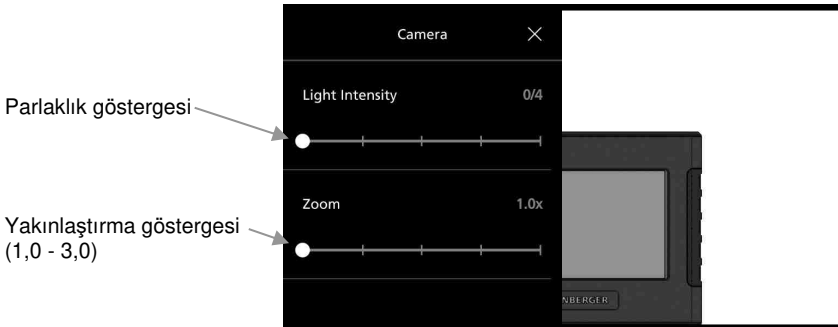 Camera
Light Intensity 0/4
Parlaklık göstergesi
Zoom 1.0x
Yakınlaştırma göstergesi
(1,0 - 3,0)
NBERGER